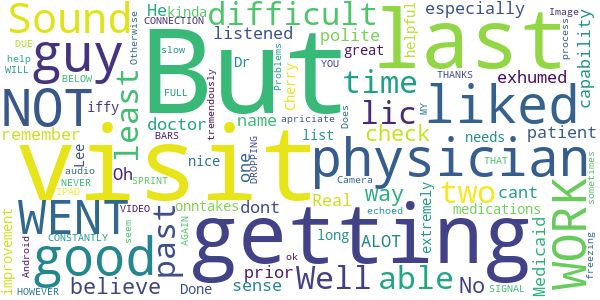 Sound
He kinda
difficult
last
especially
guy
listened
polite
helpful
Image
process
Otherwise
CONNECTION
DUE
help
WILL
BELOW
slow
FULL
Dr
great
YOU
THANKS
MY
But
least
tremendously
Problems
Cherry
apriciate
Does
time
exhumed
capability
NOT
iffy
BARS
doctor
name
list
lic
check
liked
needs
patient
remember
Lee
Oh
nice
one
DROPPING
visit
physician
THAT
sometimes
audio
NEVER
SPRINT
IPAD
onntakes
dont
Real
way
two
cant
Camera
echoed
medications
WENT
VIDEO
AGAIN
past
prior
long
ALOT
extremely
Medicaid
WORK
freezing
CONSTANTLY
seem
sense
getting
improvement
good
Android
HOWEVER
believe
Done
ok
Well
able
No
SIGNAL